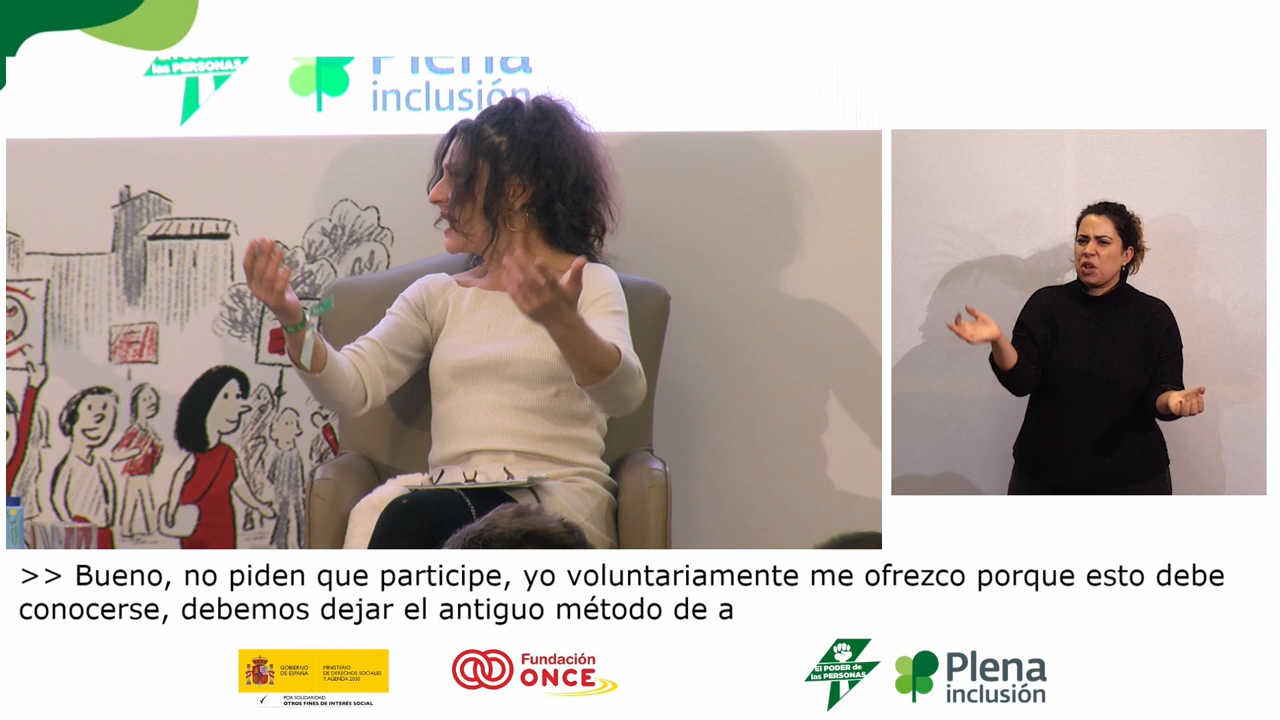 las PERSONAS
Plena
inclusión
>> Bueno, no piden que participe, yo voluntariamente me ofrezco porque esto debe
conocerse, debemos dejar el antiguo método de a
GOBIERNO
DE ESPAÑA
MINISTERIO
DE DERECHOS SOCIALES
Y AGENDA 2030
POR SOLIDARIDAD
OTROS FINES DE INTERÉS SOCIAL
Fundación
ONCE
EL PODER de
las PERSONAS
Plena
inclusión